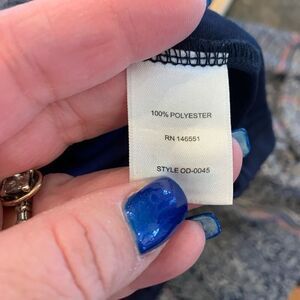 100% POLYESTER
RN 146551
STYLE OD-0045